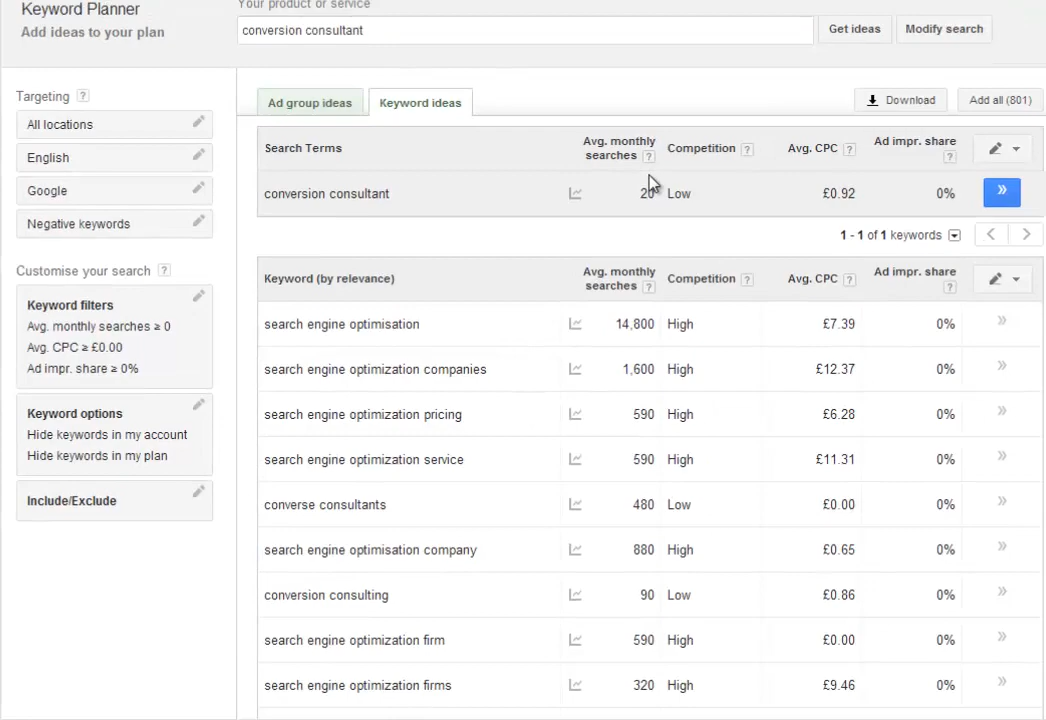 Keyword Planner
Add ideas to your plan
Your product or service
conversion consultant
Get ideas
Modify search
Targeting ?
All locations
English
Google
Negative keywords
Customise your search ?
Keyword filters
Avg. monthly searches ≥ 0
Avg. CPC ≥ £0.00
Ad impr. share ≥ 0%
Keyword options
Hide keywords in my account
Hide keywords in my plan
Include/Exclude
Ad group ideas
Keyword ideas
Download
Add all (801)
Search Terms Avg. monthly searches ? Competition ? Avg. CPC ? Ad impr. share ?
conversion consultant 20 Low £0.92 0% »
1 - 1 of 1 keywords
Keyword (by relevance) Avg. monthly searches ? Competition ? Avg. CPC ? Ad impr. share ?
search engine optimisation 14,800 High £7.39 0% »
search engine optimization companies 1,600 High £12.37 0% »
search engine optimization pricing 590 High £6.28 0% »
search engine optimization service 590 High £11.31 0% »
converse consultants 480 Low £0.00 0% »
search engine optimisation company 880 High £0.65 0% »
conversion consulting 90 Low £0.86 0% »
search engine optimization firm 590 High £0.00 0% »
search engine optimization firms 320 High £9.46 0% »